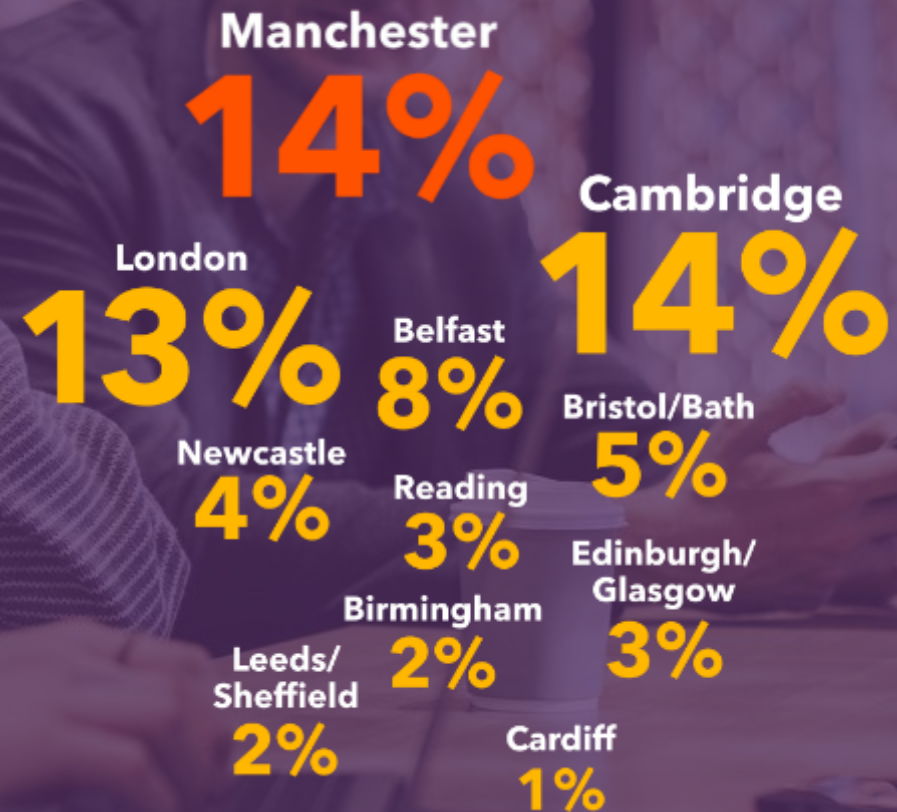 Manchester
14%
Cambridge
14%
London
13%
Belfast
8%
Bristol/Bath
5%
Newcastle
4%
Reading
3%
Edinburgh/
Glasgow
3%
Birmingham
2%
Leeds/
Sheffield
2%
Cardiff
1%